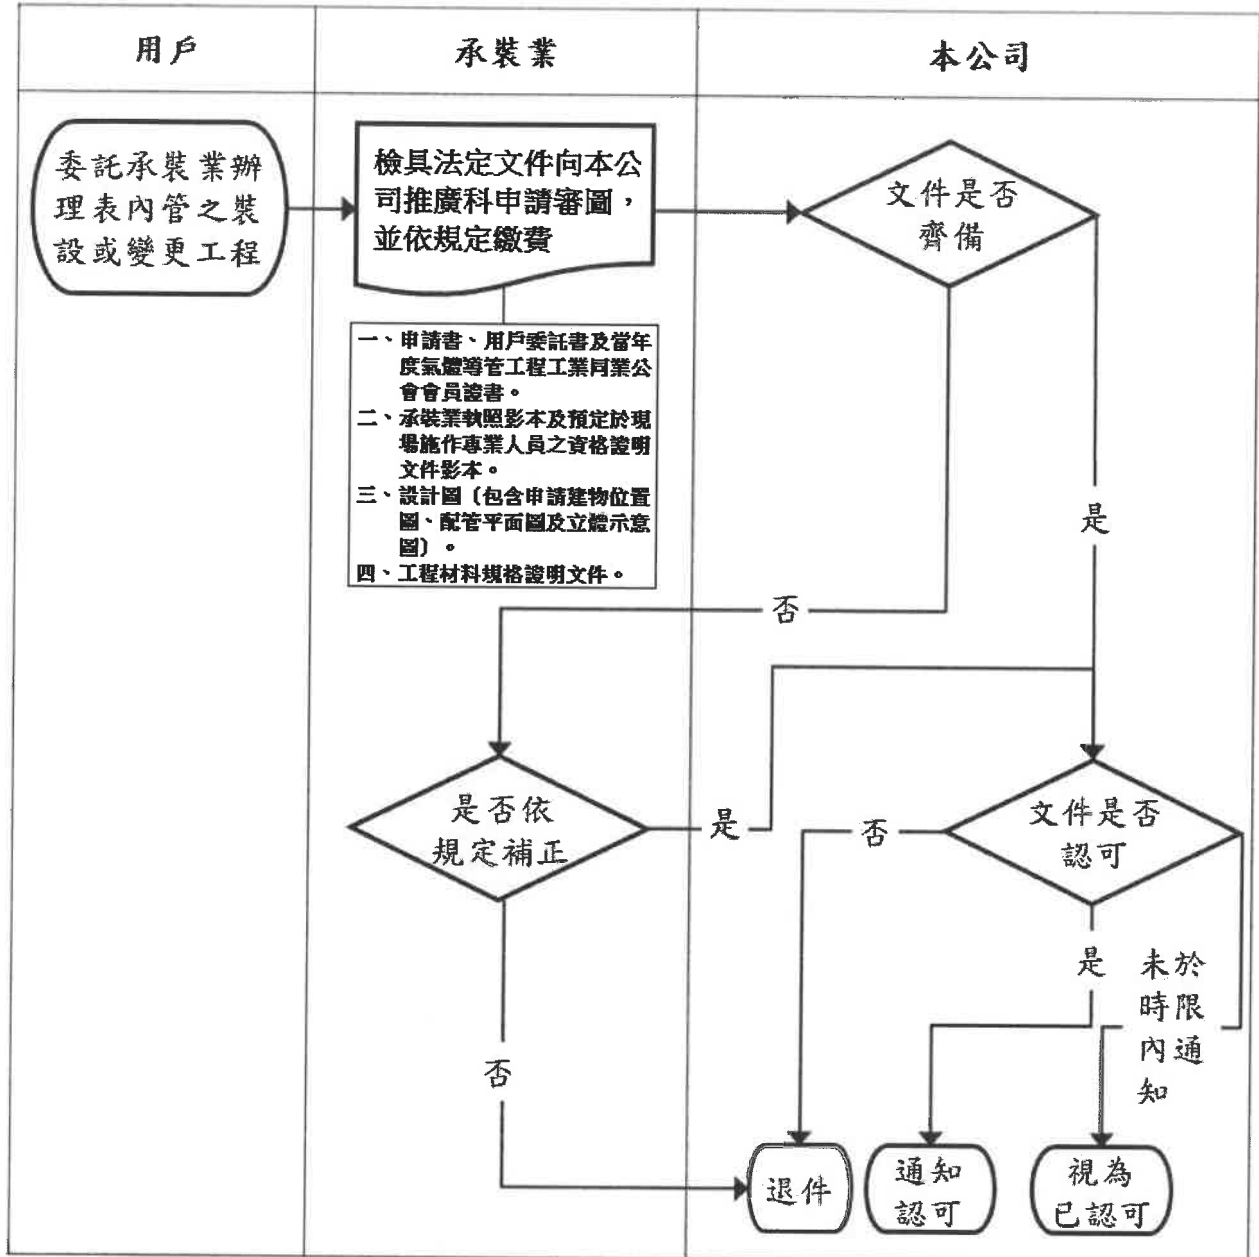 用戶
承裝業
本公司
委託承裝業辦
理表內管之裝
設或變更工程
檢具法定文件向本公
司推廣科申請審圖，
並依規定繳費
文件是否
齊備
一、申請書、用戶委託書及當年
度氣體導管工程工業同業公
會會員證書。
二、承裝業執照影本及預定於現
場施作專業人員之資格證明
文件影本。
三、設計圖〔包含申請建物位置
圖、配管平面圖及立體示意
圖〕。
四、工程材料規格證明文件。
是
否
是否依
規定補正
是
否
文件是否
認可
是
未於
時限
內通
知
否
退件
通知
認可
視為
已認可